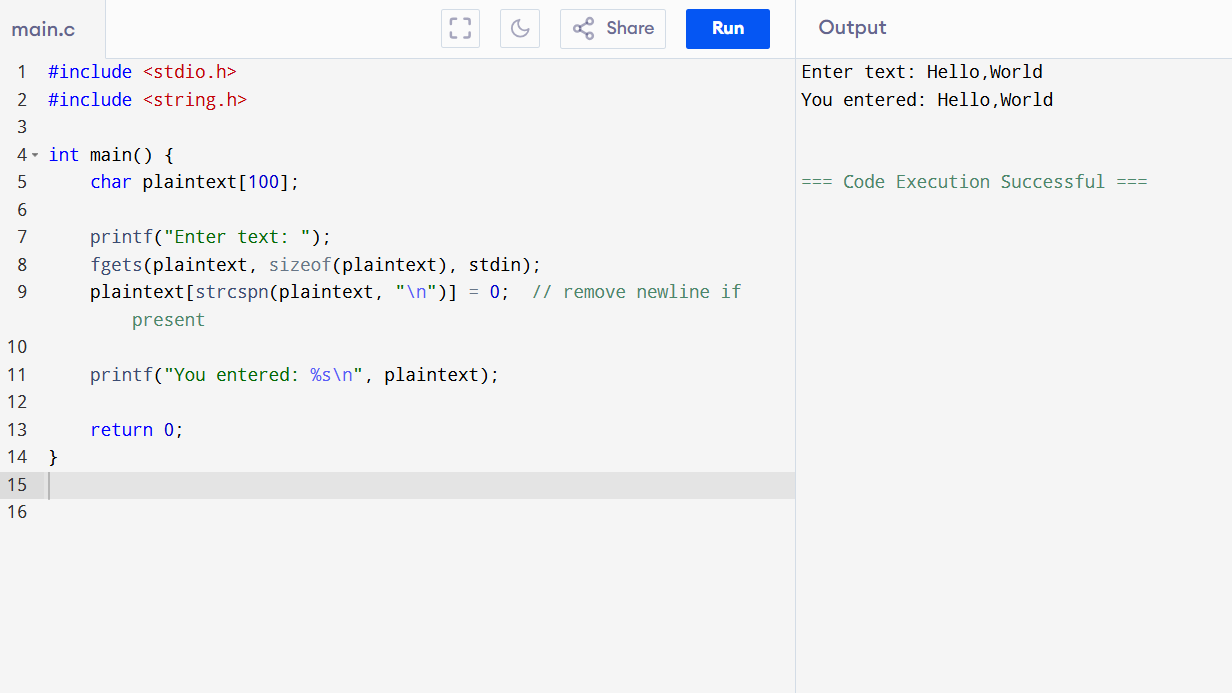 main.c
Share
Run
Output
1 #include <stdio.h>
2 #include <string.h>
3
4 int main() {
5     char plaintext[100];
6
7     printf("Enter text: ");
8     fgets(plaintext, sizeof(plaintext), stdin);
9     plaintext[strcspn(plaintext, "\n")] = 0;  // remove newline if
        present
10
11     printf("You entered: %s\n", plaintext);
12
13     return 0;
14 }
15
16
Enter text: Hello,World
You entered: Hello,World
=== Code Execution Successful ===